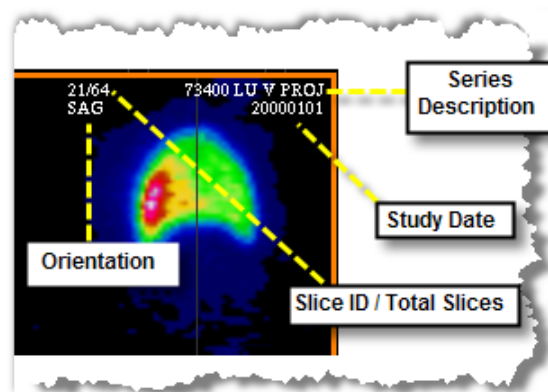 21/64
SAG
73400 LU V PROJ
20000101
Series
Description
Study Date
Orientation
Slice ID / Total Slices